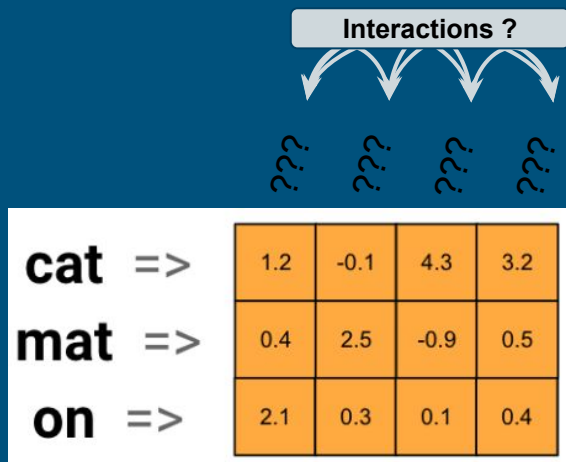 Interactions ?
??? ??? ??? ???
cat => 1.2 -0.1 4.3 3.2
mat => 0.4 2.5 -0.9 0.5
on => 2.1 0.3 0.1 0.4